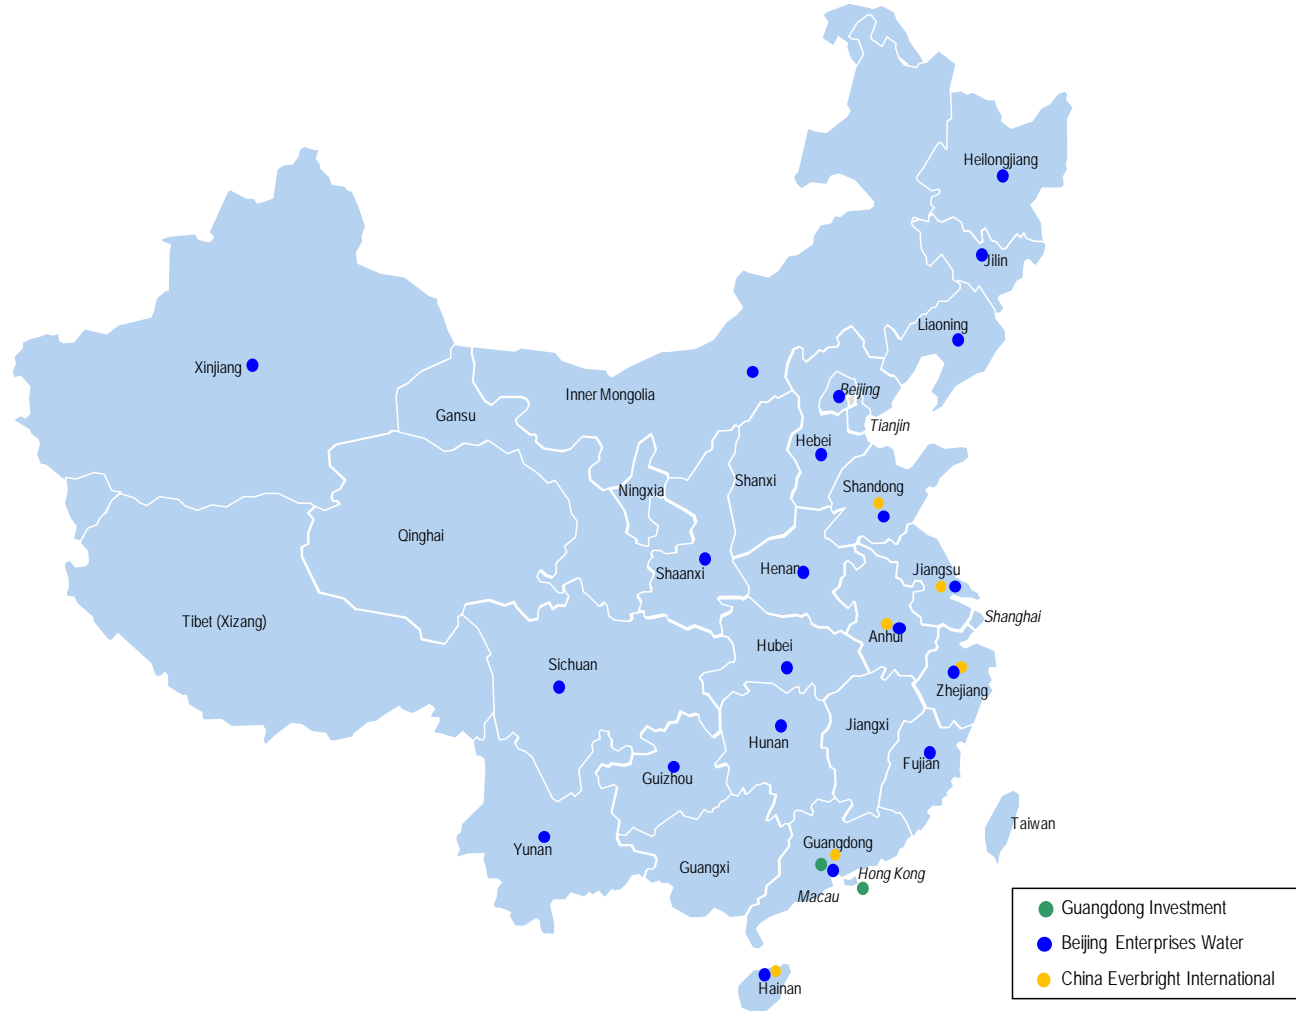 Heilongjiang
Jilin
Liaoning
Xinjiang
Inner Mongolia
Beijing
Gansu
Tianjin
Hebei
Shanxi
Shandong
Ningxia
Qinghai
Shaanxi
Henan
Jiangsu
Shanghai
Tibet (Xizang)
Anhui
Hubei
Sichuan
Zhejiang
Jiangxi
Hunan
Fujian
Guizhou
Taiwan
Yunan
Guangdong
Guangxi
Hong Kong
Macau
Hainan
Guangdong Investment
Beijing Enterprises Water
China Everbright International